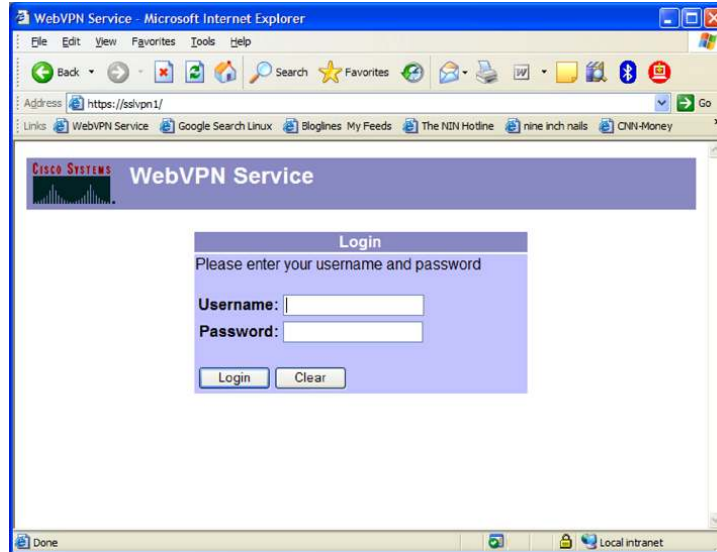 WebVPN Service - Microsoft Internet Explorer
File Edit View Favorites Tools Help
Back Search Favorites
Address https://sslvpn1/ Go
Links WebVPN Service Google Search Linux Bloglines My Feeds The NIN Hotline nine inch nails CNN-Money
CISCO SYSTEMS
WebVPN Service
Login
Please enter your username and password
Username:
Password:
Login Clear
Done Local intranet